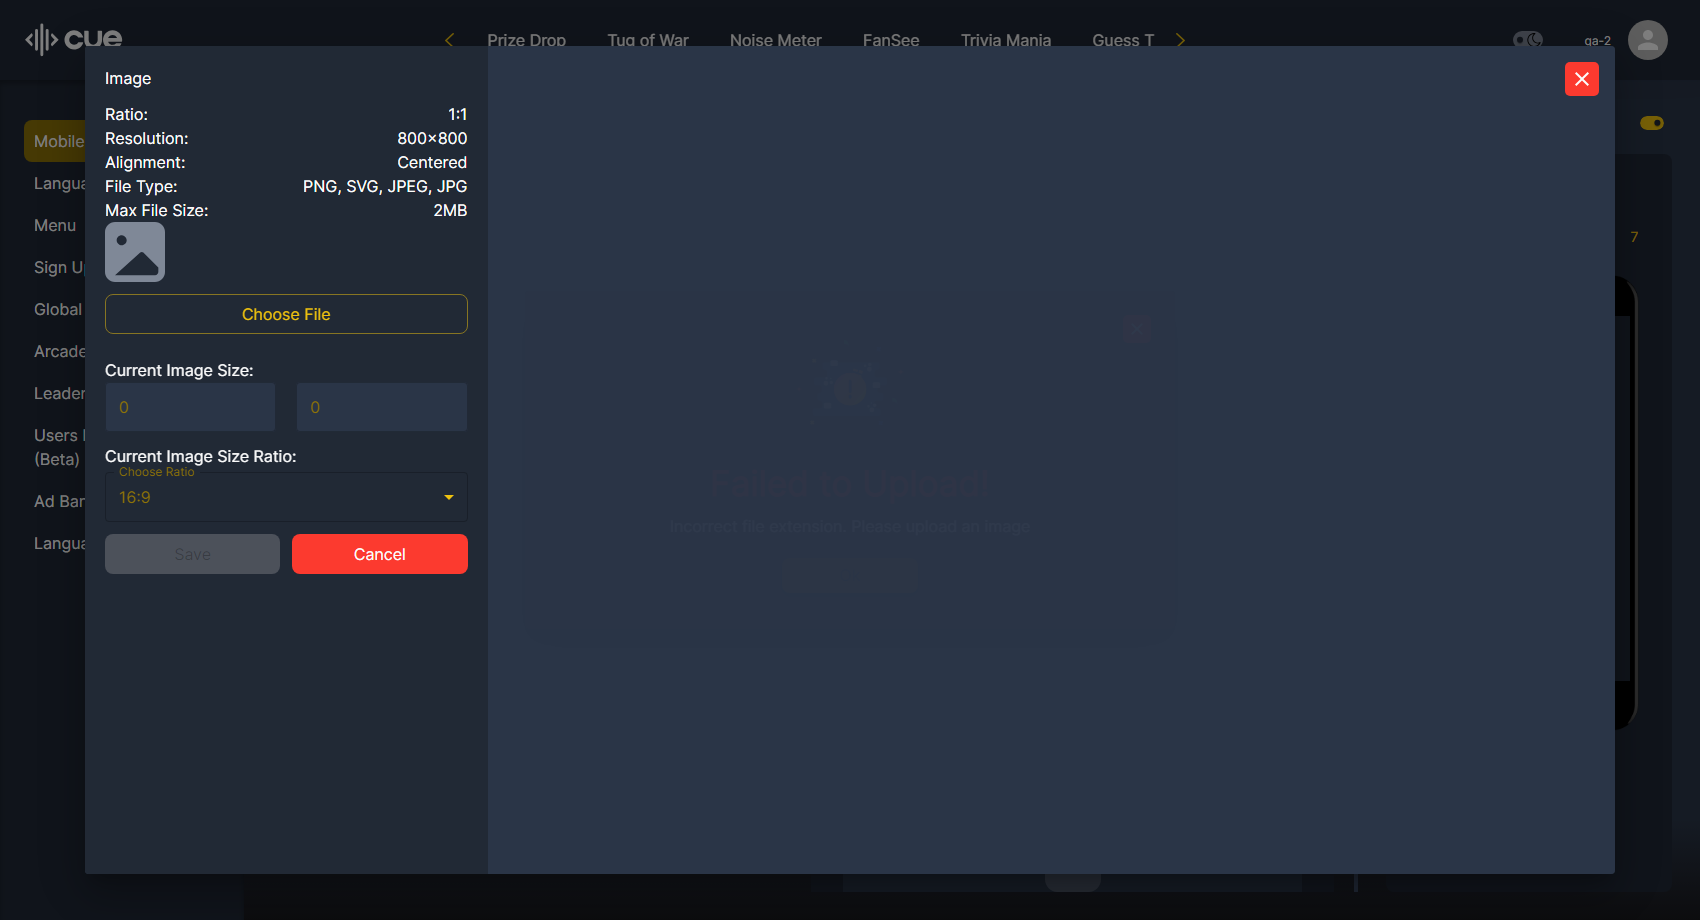 cue
Prize Drop
Tug of War
Noise Meter
FanSee
Trivia Mania
Guess T
qa-2
Mobile
Langua
Menu
Sign Up
Global
Arcade
Leader
Users
(Beta)
Ad Ban
Langua
7
Image
Ratio: 1:1
Resolution: 800×800
Alignment: Centered
File Type: PNG, SVG, JPEG, JPG
Max File Size: 2MB
Choose File
Current Image Size:
0 0
Current Image Size Ratio:
Choose Ratio
16:9
Save Cancel
Failed to Upload!
Incorrect file extension. Please upload an image